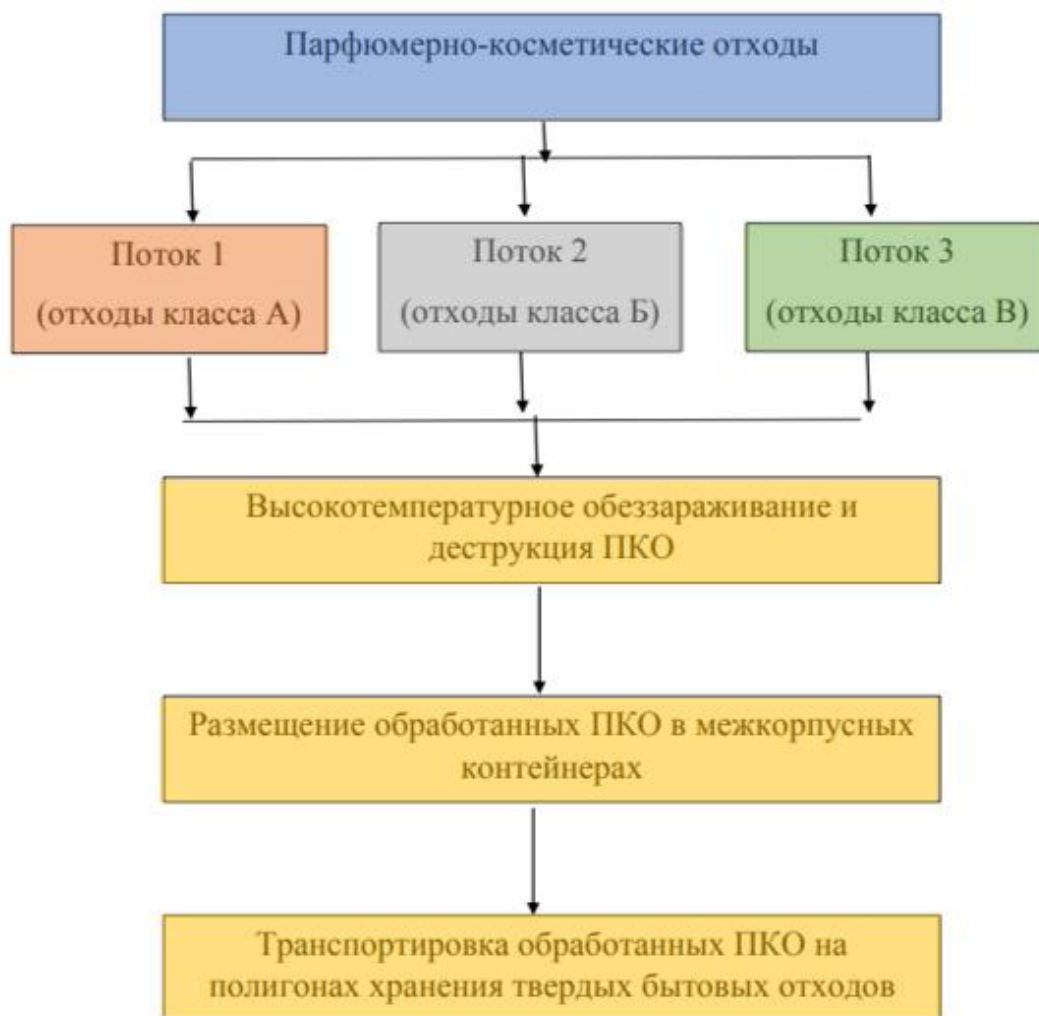 Парфюмерно-косметические отходы
Поток 1
(отходы класса А)
Поток 2
(отходы класса Б)
Поток 3
(отходы класса В)
Высокотемпературное обеззараживание и
деструкция ПКО
Размещение обработанных ПКО в межкорпусных
контейнерах
Транспортировка обработанных ПКО на
полигонах хранения твердых бытовых отходов